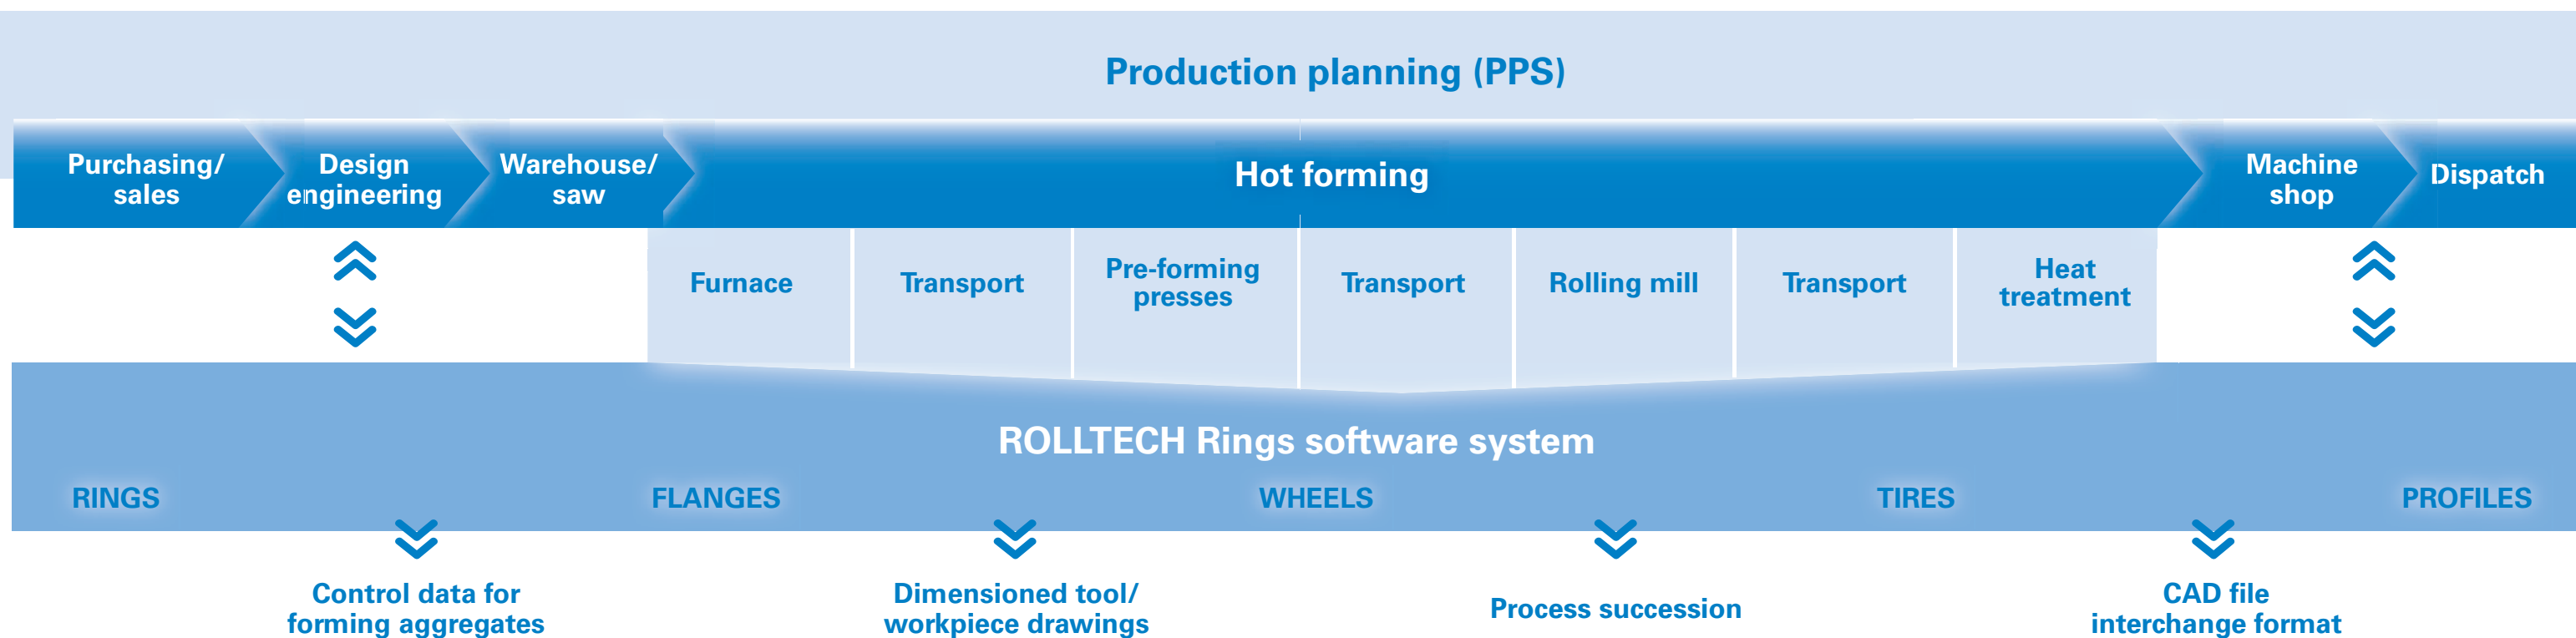 Production planning (PPS)
Purchasing/
sales
Design
engineering
Warehouse/
saw
Hot forming
Machine
shop
Dispatch
Furnace
Transport
Pre-forming
presses
Transport
Rolling mill
Transport
Heat
treatment
ROLLTECH Rings software system
RINGS
FLANGES
WHEELS
TIRES
PROFILES
Control data for
forming aggregates
Dimensioned tool/
workpiece drawings
Process succession
CAD file
interchange format